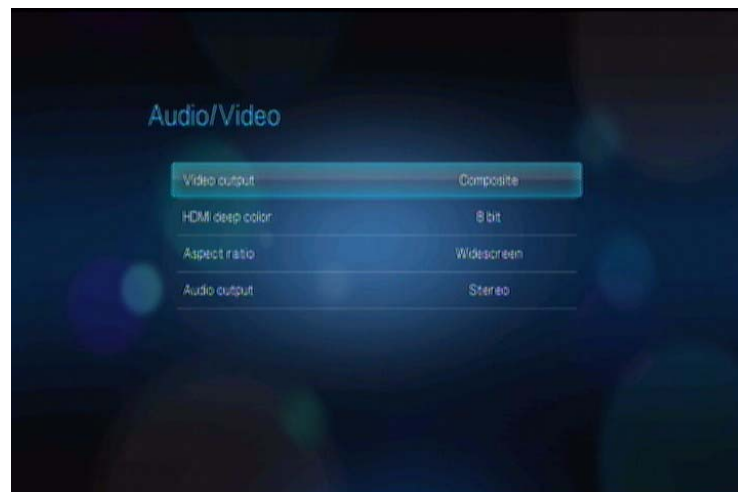 Audio/Video
Video output Composite
HDMI deep color 8 bit
Aspect ratio Widescreen
Audio output Stereo